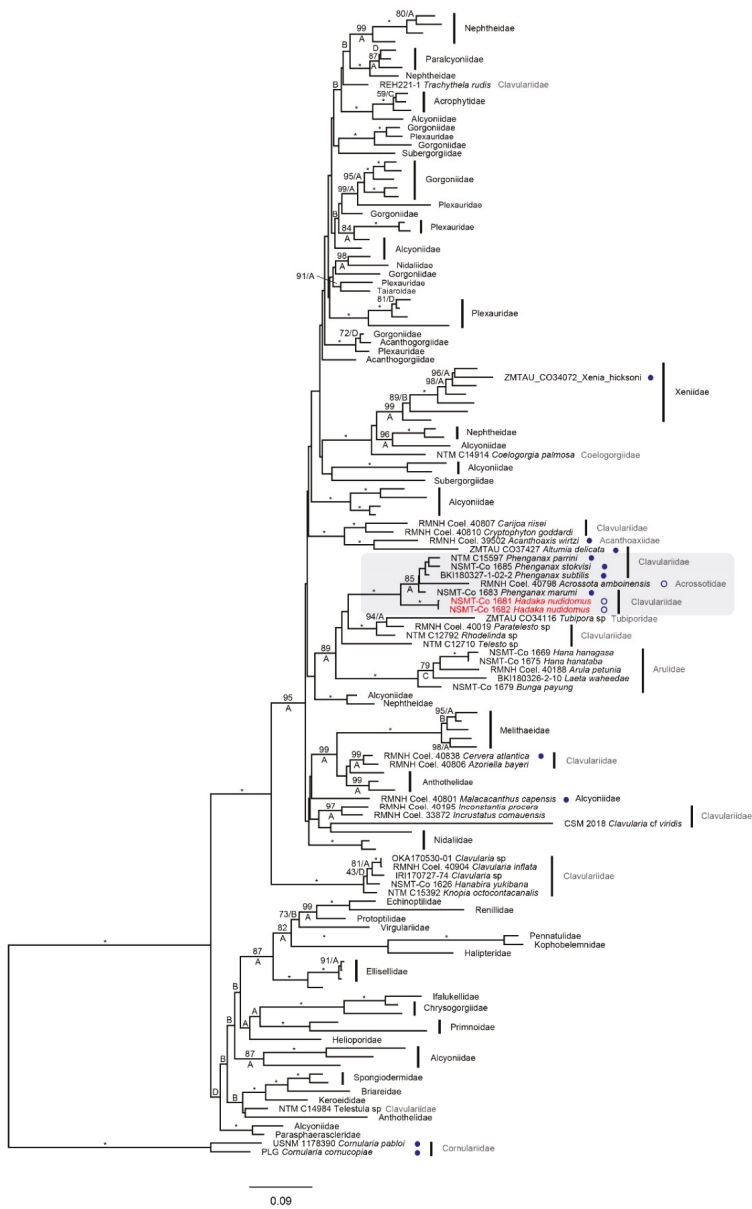 80/A
*
99
A
Nephtheidae
B
D
87
A
*
Paralcyoniidae
Nephtheidae
REH221-1 Trachythela rudis Clavulariidae
B
59/C
*
Acrophytidae
Alcyoniidae
*
Gorgoniidae
Plexauridae
Gorgoniidae
Subergorgiidae
95/A
99/A
Gorgoniidae
Plexauridae
B
Gorgoniidae
84
A
*
Plexauridae
Alcyoniidae
98
A
Nidaliidae
Gorgoniidae
91/A
Plexauridae
Taiaroidae
81/D
*
Plexauridae
72/D
*
Gorgoniidae
Acanthogorgiidae
Plexauridae
Acanthogorgiidae
96/A
98/A
ZMTAU_CO34072_Xenia_hicksoni
Xeniidae
89/B
99
A
96
A
Nephtheidae
Alcyoniidae
*
NTM C14914 Coelogorgia palmosa Coelogorgiidae
Alcyoniidae
Subergorgiidae
Alcyoniidae
RMNH Coel. 40807 Carijoa riisei
RMNH Coel. 40810 Cryptophyton goddardi
Clavulariidae
RMNH Coel. 39502 Acanthoaxis wirtzi Acanthoaxiidae
ZMTAU CO37427 Altumia delicata
NTM C15597 Phenganax parrini
NSMT-Co 1685 Phenganax stokvisi
Clavulariidae
BKI180327-1-02-2 Phenganax subtilis
85
A
RMNH Coel. 40798 Acrossota amboinensis Acrossotidae
NSMT-Co 1683 Phenganax marumi
NSMT-Co 1681 Hadaka nudidomus
NSMT-Co 1682 Hadaka nudidomus
Clavulariidae
94/A
ZMTAU CO34116 Tubipora sp Tubiporidae
RMNH Coel. 40019 Paratelesto sp
NTM C12792 Rhodelinda sp
NTM C12710 Telesto sp
Clavulariidae
89
A
NSMT-Co 1669 Hana hanagasa
NSMT-Co 1675 Hana hanataba
79
C
RMNH Coel. 40188 Arula petunia
BKI180326-2-10 Laeta waheedae
NSMT-Co 1679 Bunga payung
Arulidae
Alcyoniidae
Nephtheidae
95
A
95/A
B
98/A
Melithaeidae
99
A
99
A
RMNH Coel. 40838 Cervera atlantica
RMNH Coel. 40806 Azoriella bayeri
Clavulariidae
99
A
Anthothelidae
RMNH Coel. 40801 Malacacanthus capensis Alcyoniidae
97
A
RMNH Coel. 40195 Inconstantia procera
RMNH Coel. 33872 Incrustatus comauensis
CSM 2018 Clavularia cf viridis
Clavulariidae
Nidaliidae
81/A
43/D
OKA170530-01 Clavularia sp
RMNH Coel. 40904 Clavularia inflata
IRI170727-74 Clavularia sp
NSMT-Co 1626 Hanabira yukibana
NTM C15392 Knopia octocontacanalis
Clavulariidae
Echinoptilidae
99
A
Renillidae
73/B
Protoptilidae
Virgulariidae
82
A
Pennatulidae
Kophobelemnidae
Halipteridae
87
A
91/A
Ellisellidae
B
Ifalukellidae
Chrysogorgiidae
A
A
Primnoidae
Helioporidae
B
87
A
Alcyoniidae
B
Spongiodermidae
Briareidae
Keroeididae
B
NTM C14984 Telestula sp Clavulariidae
Anthothelidae
D
Alcyoniidae
Parasphaerascleridae
*
USNM 1178390 Cornularia pabloi
PLG Cornularia cornucopiae
Cornulariidae
0.09